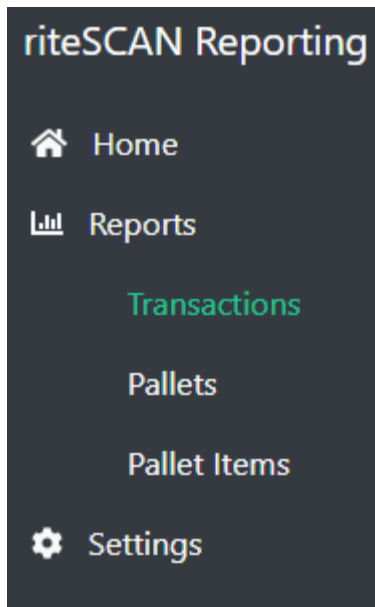 riteSCAN Reporting
Home
Reports
Transactions
Pallets
Pallet Items
Settings